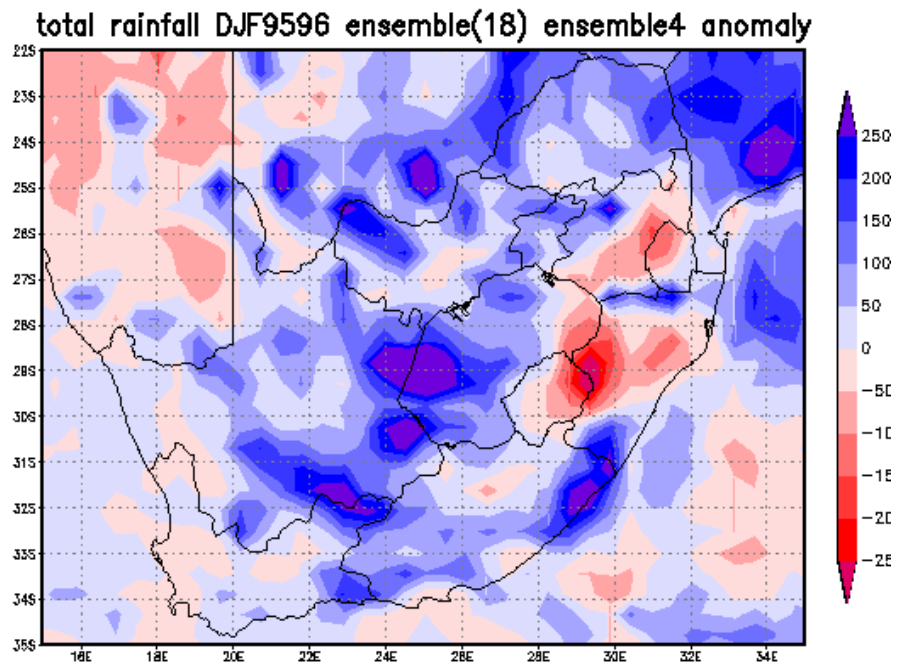 total rainfall DJF9596 ensemble(18) ensemble4 anomaly
22S
23S
24S
25S
26S
27S
28S
29S
30S
31S
32S
33S
34S
35S
16E 18E 20E 22E 24E 26E 28E 30E 32E 34E
250
200
150
100
50
0
-50
-10
-15
-20
-25